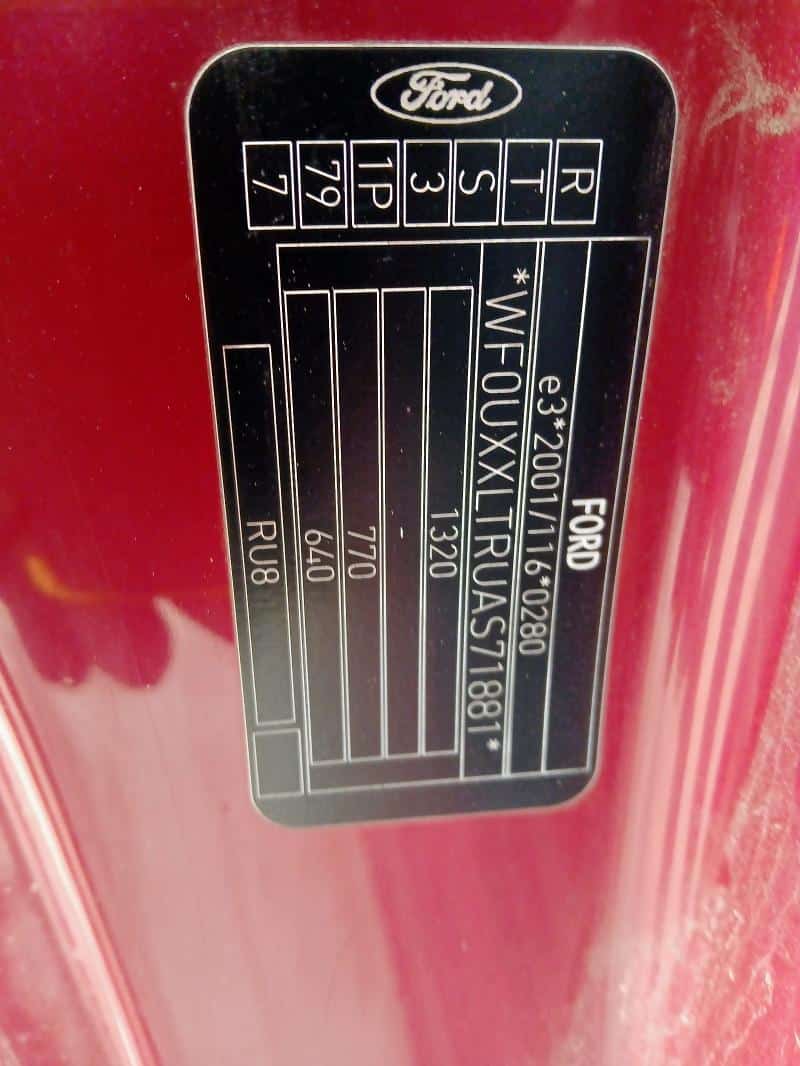 Ford
R
T
S
3
1P
79
7
FORD
e3*2001/116*0280
*WF0UXXLTRUAS71881*
1320
770
640
RU8